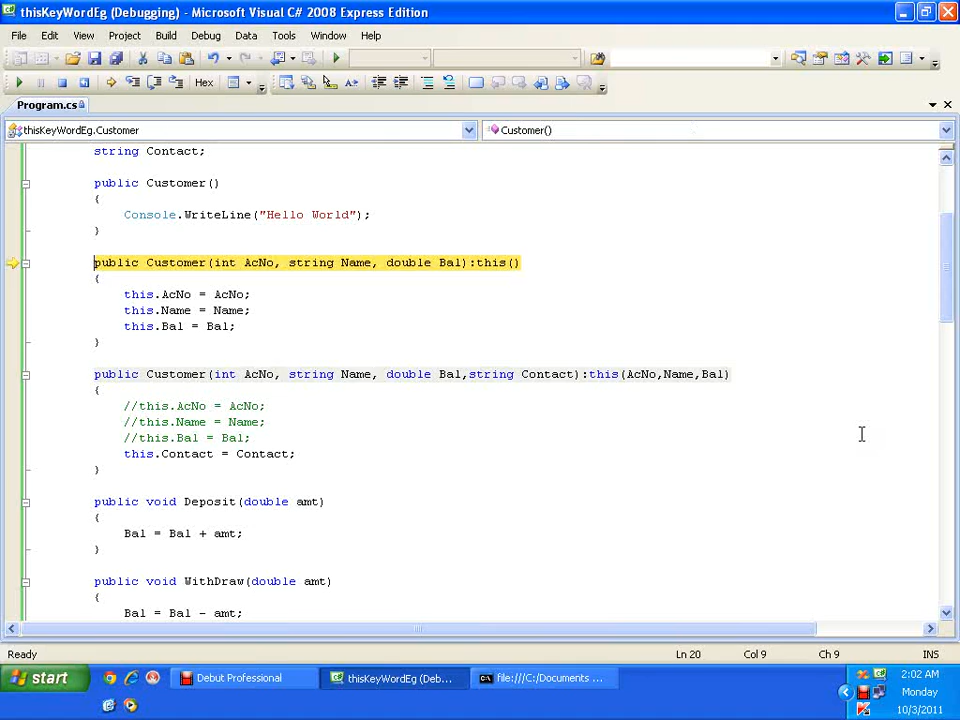 thisKeyWordEg (Debugging) - Microsoft Visual C# 2008 Express Edition
File Edit View Project Build Debug Data Tools Window Help
Hex
Program.cs
thisKeyWordEg.Customer Customer()
string Contact;
public Customer()
{
Console.WriteLine("Hello World");
}
public Customer(int AcNo, string Name, double Bal):this()
{
this.AcNo = AcNo;
this.Name = Name;
this.Bal = Bal;
}
public Customer(int AcNo, string Name, double Bal,string Contact):this(AcNo,Name,Bal)
{
//this.AcNo = AcNo;
//this.Name = Name;
//this.Bal = Bal;
this.Contact = Contact;
}
public void Deposit(double amt)
{
Bal = Bal + amt;
}
public void WithDraw(double amt)
{
Bal = Bal - amt;
Ready Ln 20 Col 9 Ch 9 INS
start Debut Professional thisKeyWordEg (Deb... file:///C:/Documents ... 2:02 AM
Monday
10/3/2011